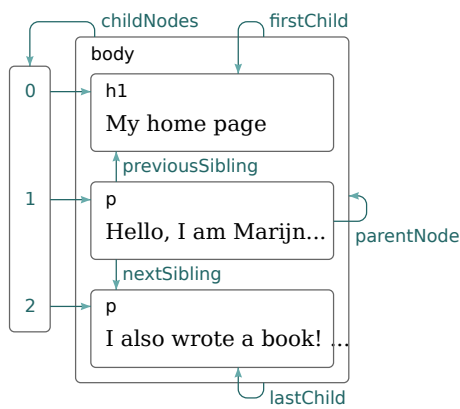 childNodes
firstChild
body
0
h1
My home page
previousSibling
1
p
Hello, I am Marijn...
parentNode
nextSibling
2
p
I also wrote a book! ...
lastChild